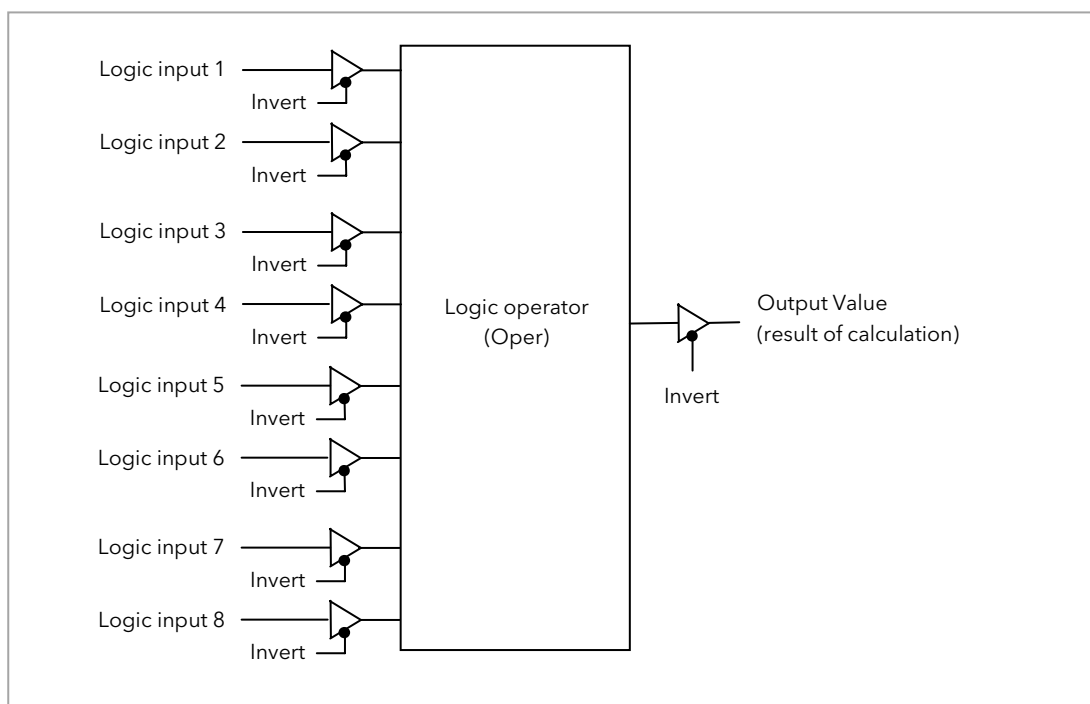 Logic input 1
Invert
Logic input 2
Invert
Logic input 3
Invert
Logic input 4
Invert
Logic input 5
Invert
Logic input 6
Invert
Logic input 7
Invert
Logic input 8
Invert
Logic operator
(Oper)
Output Value
(result of calculation)
Invert